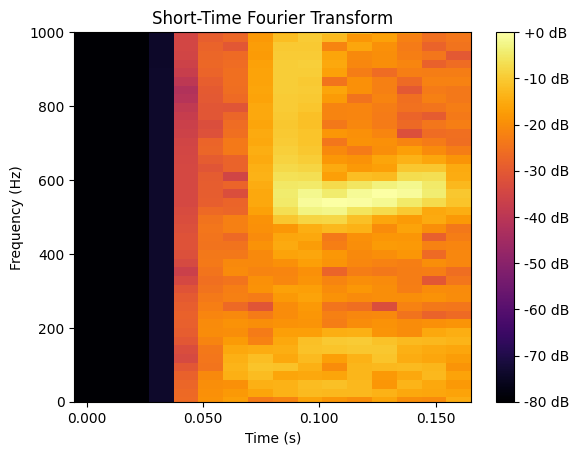 Short-Time Fourier Transform
1000
800
600
400
200
0
Frequency (Hz)
0.000
0.050
0.100
0.150
Time (s)
+0 dB
-10 dB
-20 dB
-30 dB
-40 dB
-50 dB
-60 dB
-70 dB
-80 dB